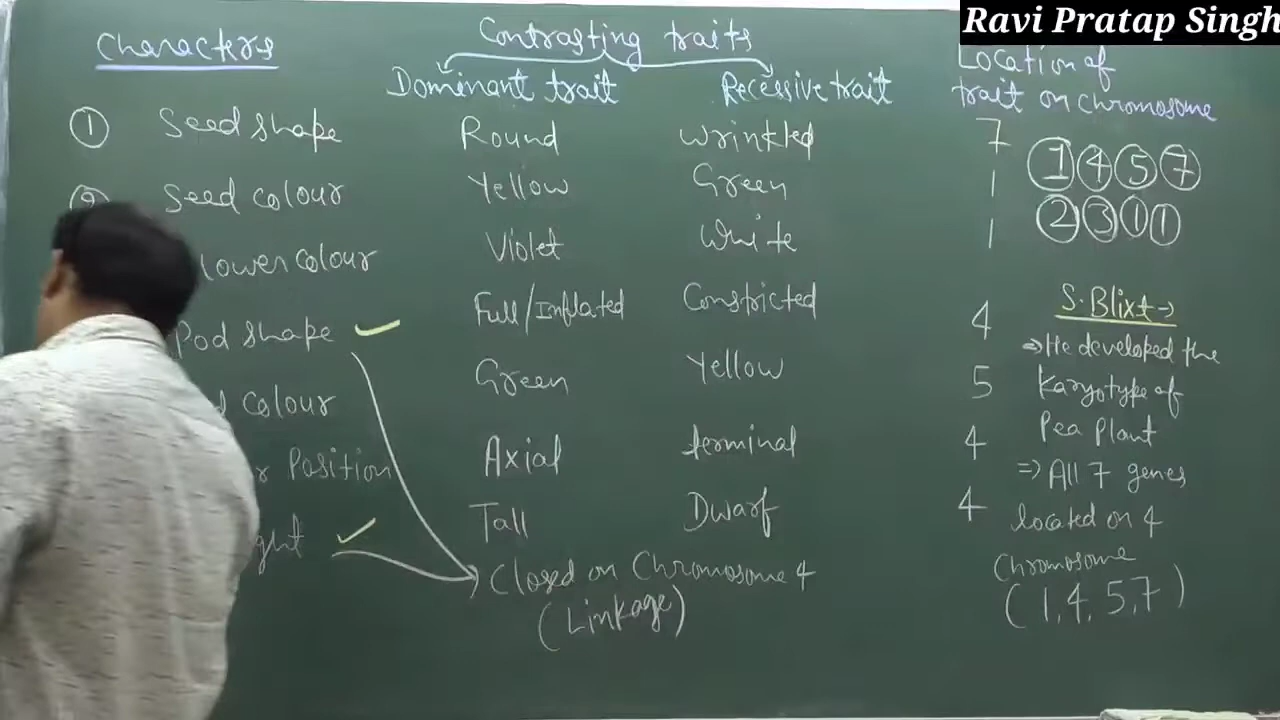 Ravi Pratap Singh
Characters
Contrasting traits
Dominant trait Recessive trait
Location of
trait on chromosome
① Seed shape Round Wrinkled 7
Seed colour Yellow Green 1
lower colour Violet White 1
Pod shape Full/Inflated Constricted 4
colour Green Yellow 5
r Position Axial terminal 4
ght Tall Dwarf 4
Closed on Chromosome 4
(Linkage)
1 4 5 7
2 3 1 1
S. Blixt →
⇒ He developed the
Karyotype of
Pea Plant
⇒ All 7 genes
located on 4
Chromosome
(1, 4, 5, 7)